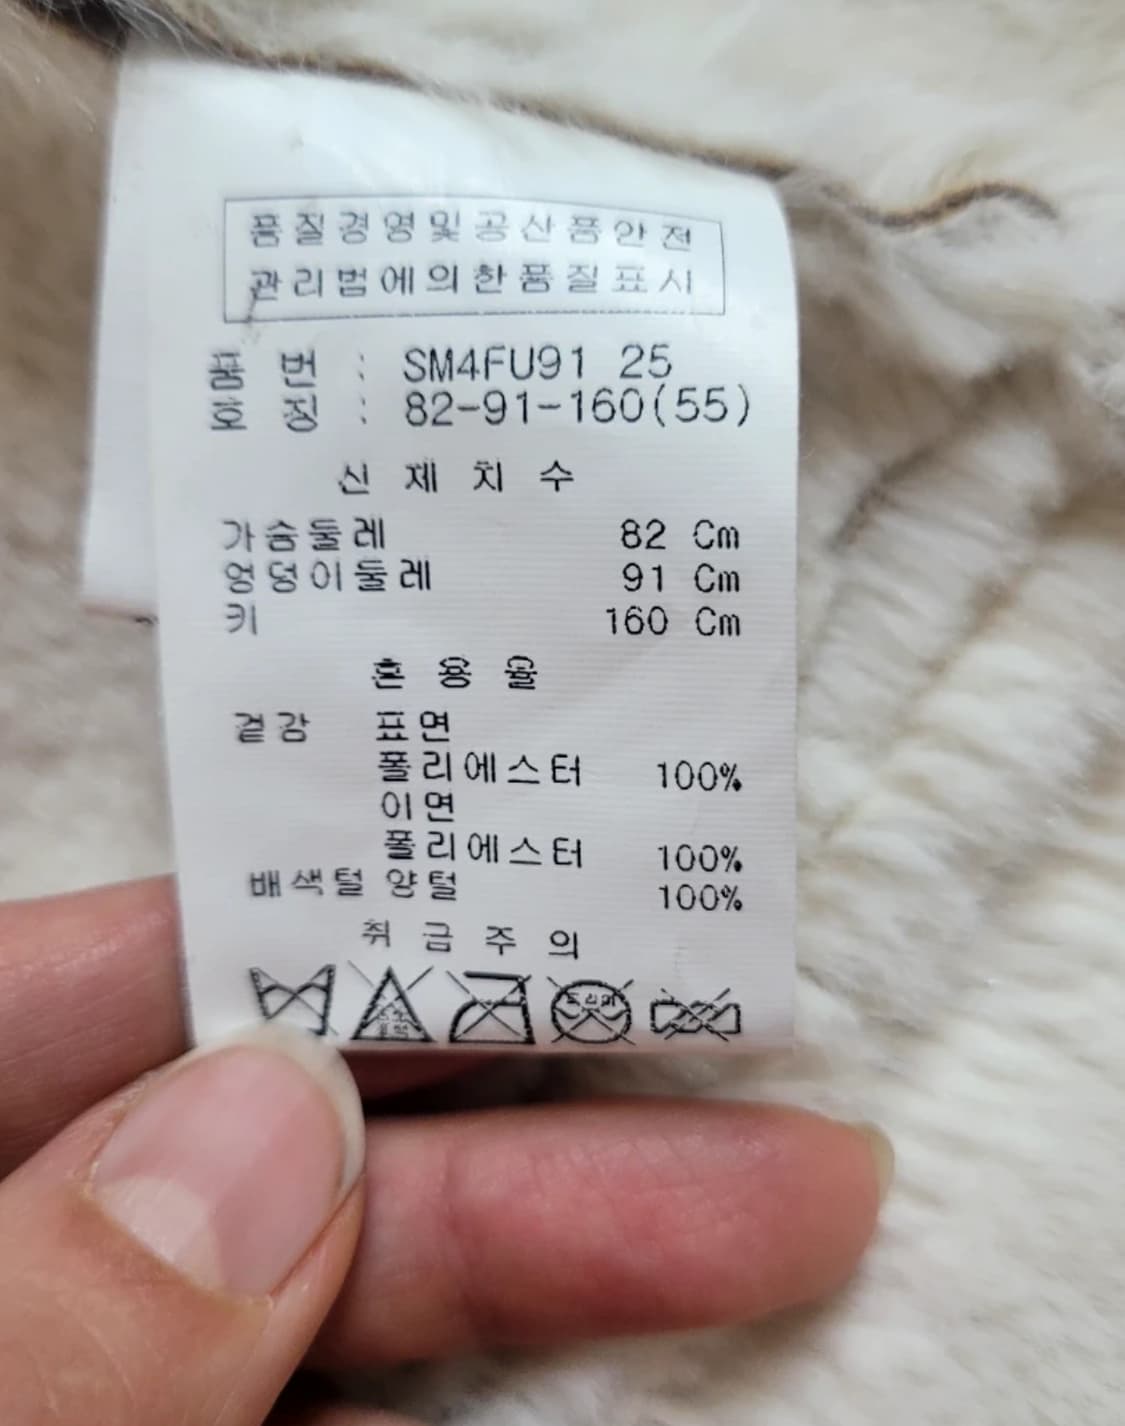 품질경영및공산품안전
관리법에의한품질표시
품 번 : SM4FU91 25
호 칭 : 82-91-160(55)
신 체 치 수
가슴둘레 82 Cm
엉덩이둘레 91 Cm
키 160 Cm
혼 용 율
겉감 표면
폴리에스터 100%
이면
폴리에스터 100%
배색털 양털 100%
취 급 주 의
드라이